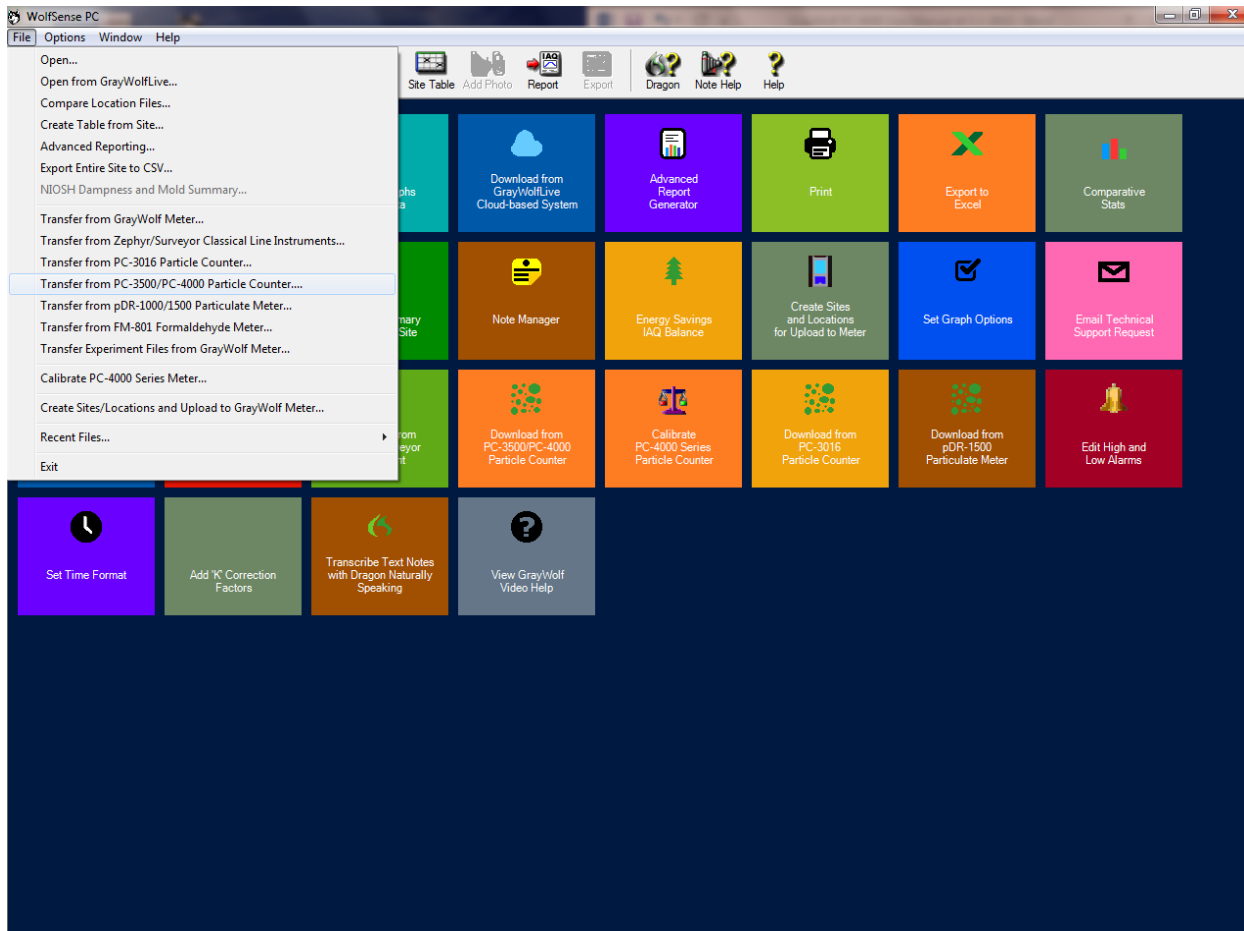 WolfSense PC
File Options Window Help
Open...
Open from GrayWolfLive...
Compare Location Files...
Create Table from Site...
Advanced Reporting...
Export Entire Site to CSV...
NIOSH Dampness and Mold Summary...
Transfer from GrayWolf Meter...
Transfer from Zephyr/Surveyor Classical Line Instruments...
Transfer from PC-3016 Particle Counter...
Transfer from PC-3500/PC-4000 Particle Counter....
Transfer from pDR-1000/1500 Particulate Meter...
Transfer from FM-801 Formaldehyde Meter...
Transfer Experiment Files from GrayWolf Meter...
Calibrate PC-4000 Series Meter...
Create Sites/Locations and Upload to GrayWolf Meter...
Recent Files...
Exit
Site Table Add Photo Report Export Dragon Note Help Help
IAQ
phs
a
Download from
GrayWolfLive
Cloud-based System
Advanced
Report
Generator
Print
Export to
Excel
Comparative
Stats
mary
Site
Note Manager
Energy Savings
IAQ Balance
Create Sites
and Locations
for Upload to Meter
Set Graph Options
Email Technical
Support Request
rom
eyor
nt
Download from
PC-3500/PC-4000
Particle Counter
Calibrate
PC-4000 Series
Particle Counter
Download from
PC-3016
Particle Counter
Download from
pDR-1500
Particulate Meter
Edit High and
Low Alarms
Set Time Format
Add 'K' Correction
Factors
Transcribe Text Notes
with Dragon Naturally
Speaking
View GrayWolf
Video Help